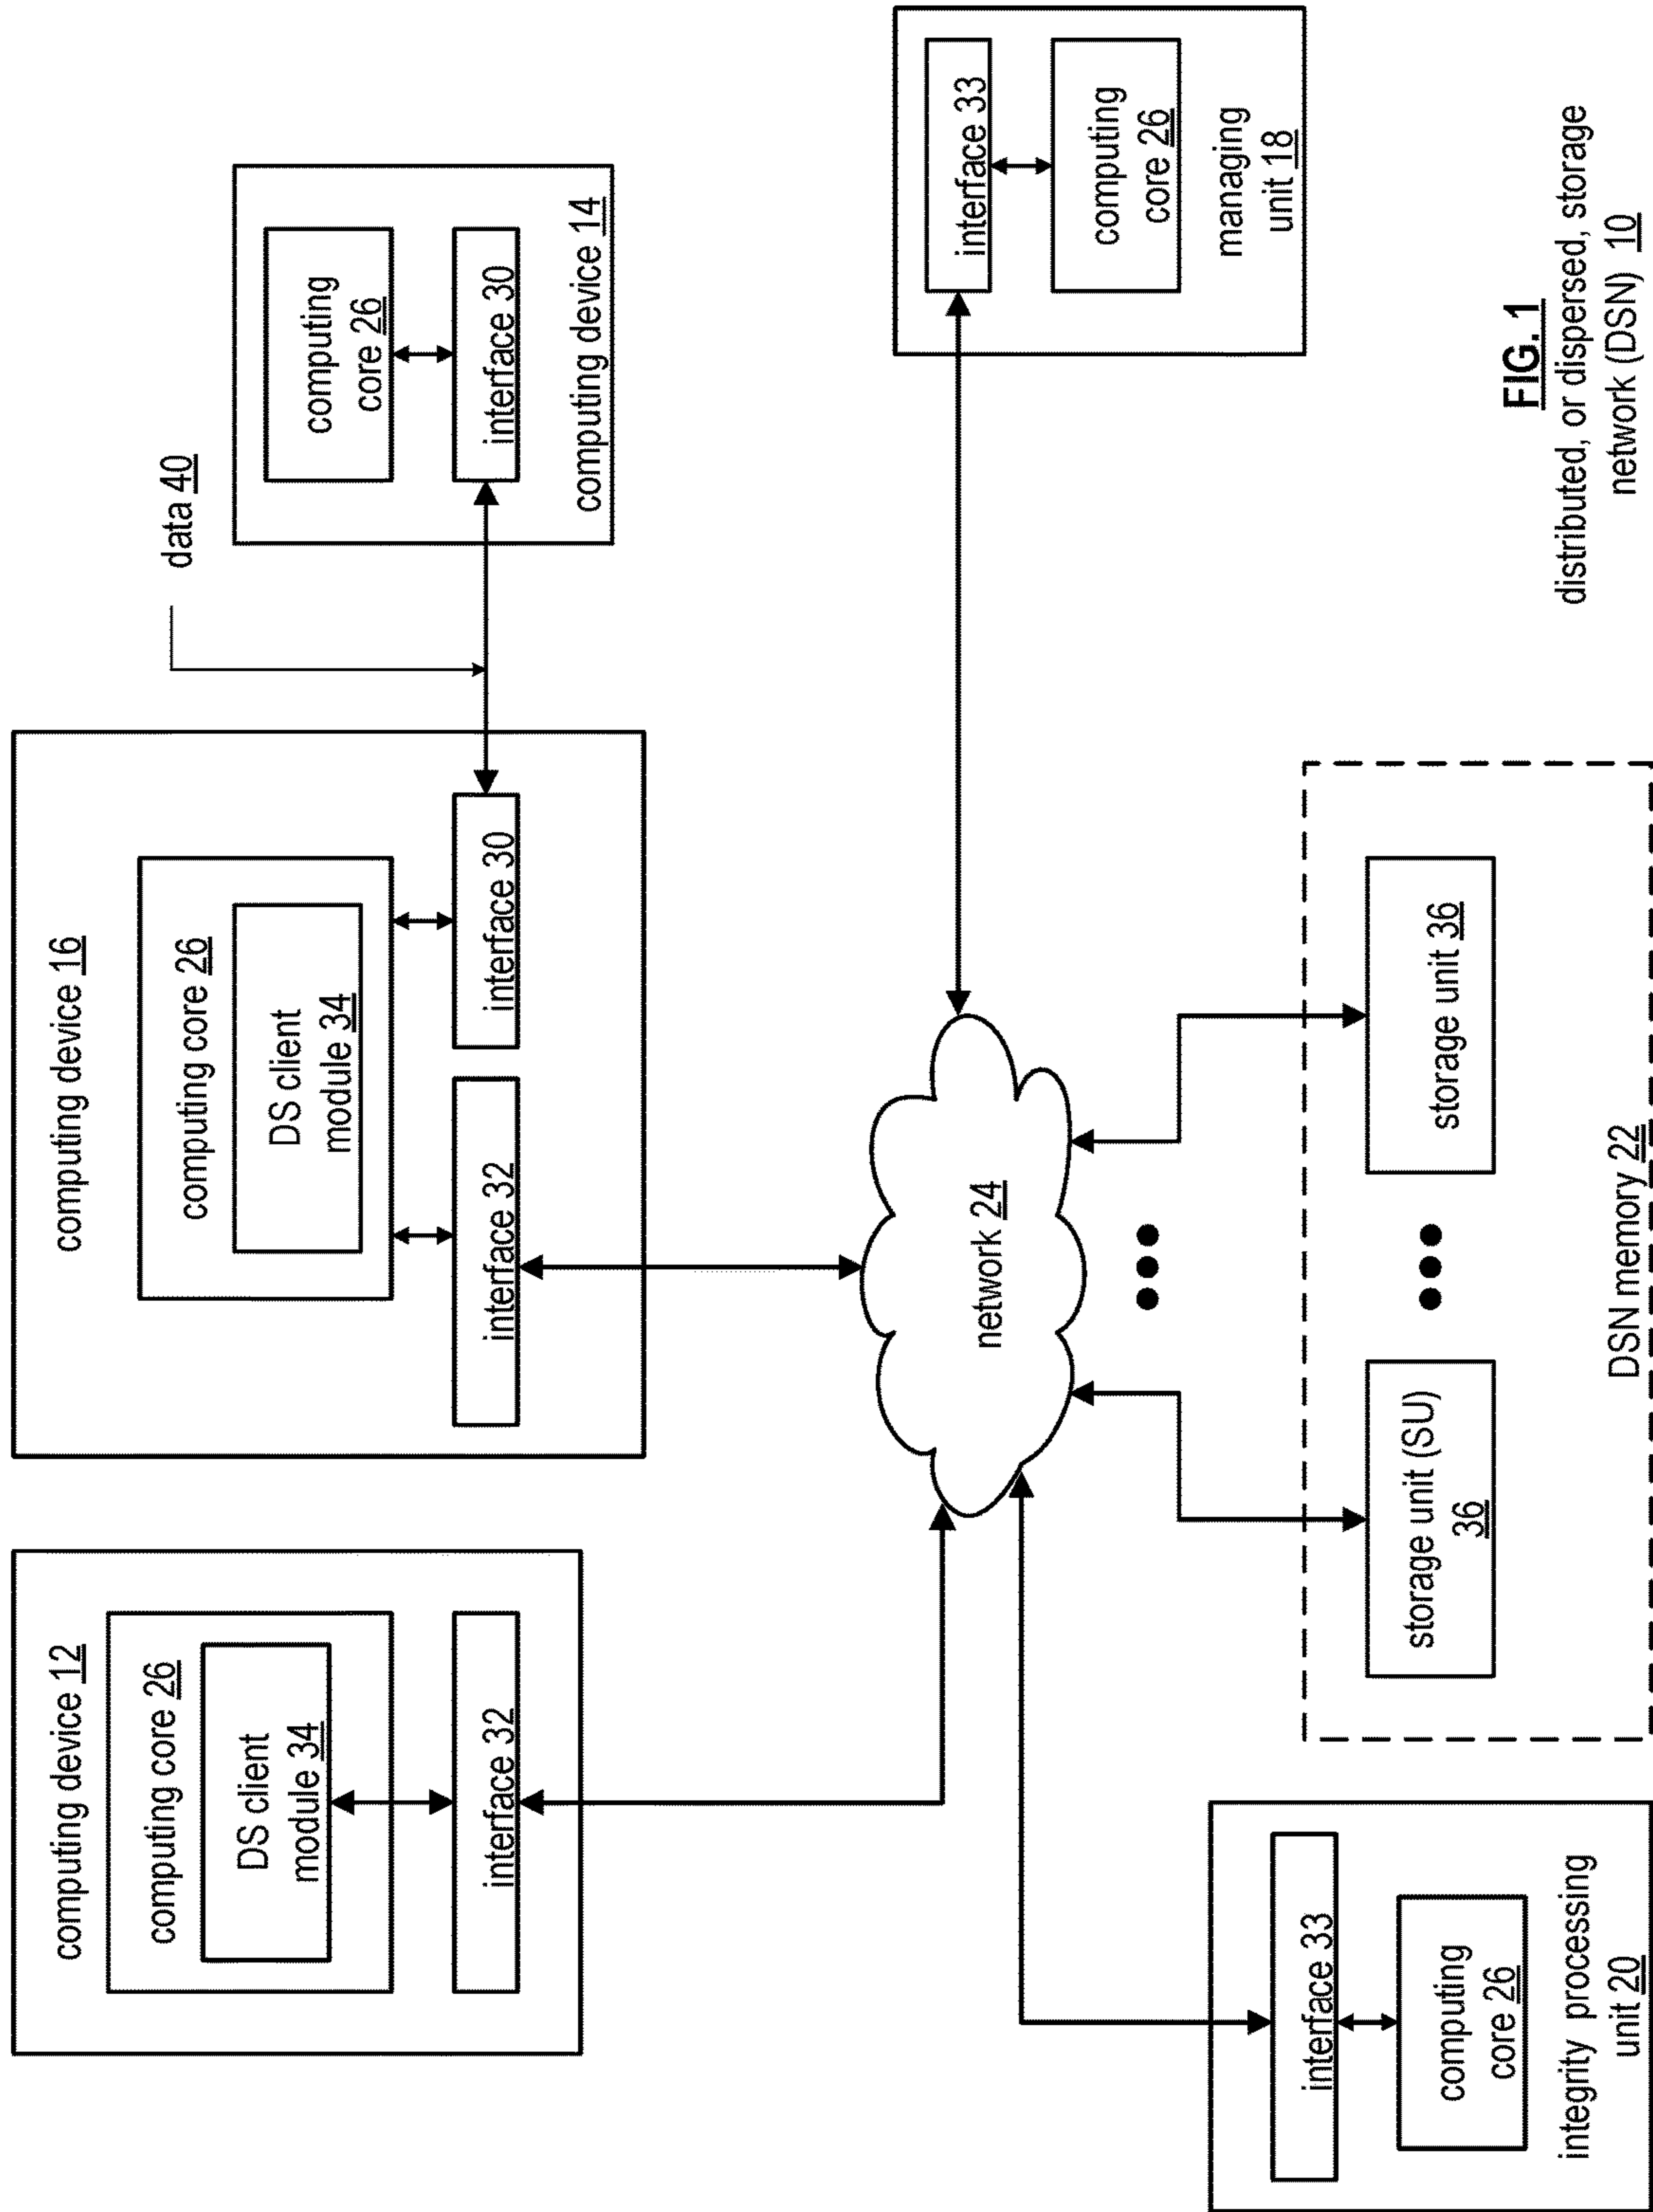 computing device 12
computing core 26
DS client
module 34
interface 32
computing device 16
computing core 26
DS client
module 34
interface 32
interface 30
data 40
computing
core 26
interface 30
computing device 14
network 24
interface 33
computing
core 26
managing
unit 18
interface 33
computing
core 26
integrity processing
unit 20
storage unit (SU)
36
storage unit 36
DSN memory 22
FIG. 1
distributed, or dispersed, storage
network (DSN) 10